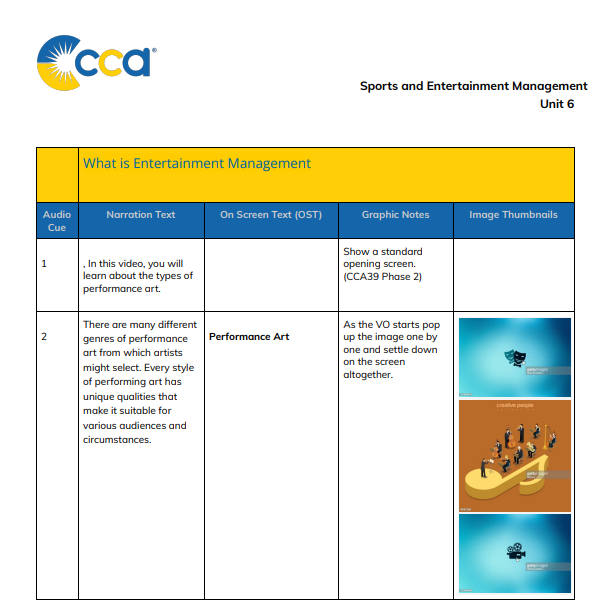 cca®
Sports and Entertainment Management
Unit 6
What is Entertainment Management
Audio Cue
Narration Text
On Screen Text (OST)
Graphic Notes
Image Thumbnails
1
, In this video, you will
learn about the types of
performance art.
Show a standard
opening screen.
(CCA39 Phase 2)
2
There are many different
genres of performance
art from which artists
might select. Every style
of performing art has
unique qualities that
make it suitable for
various audiences and
circumstances.
Performance Art
As the VO starts pop
up the image one by
one and settle down
on the screen
altogether.
gettyimages
creative people
gettyimages
gettyimages